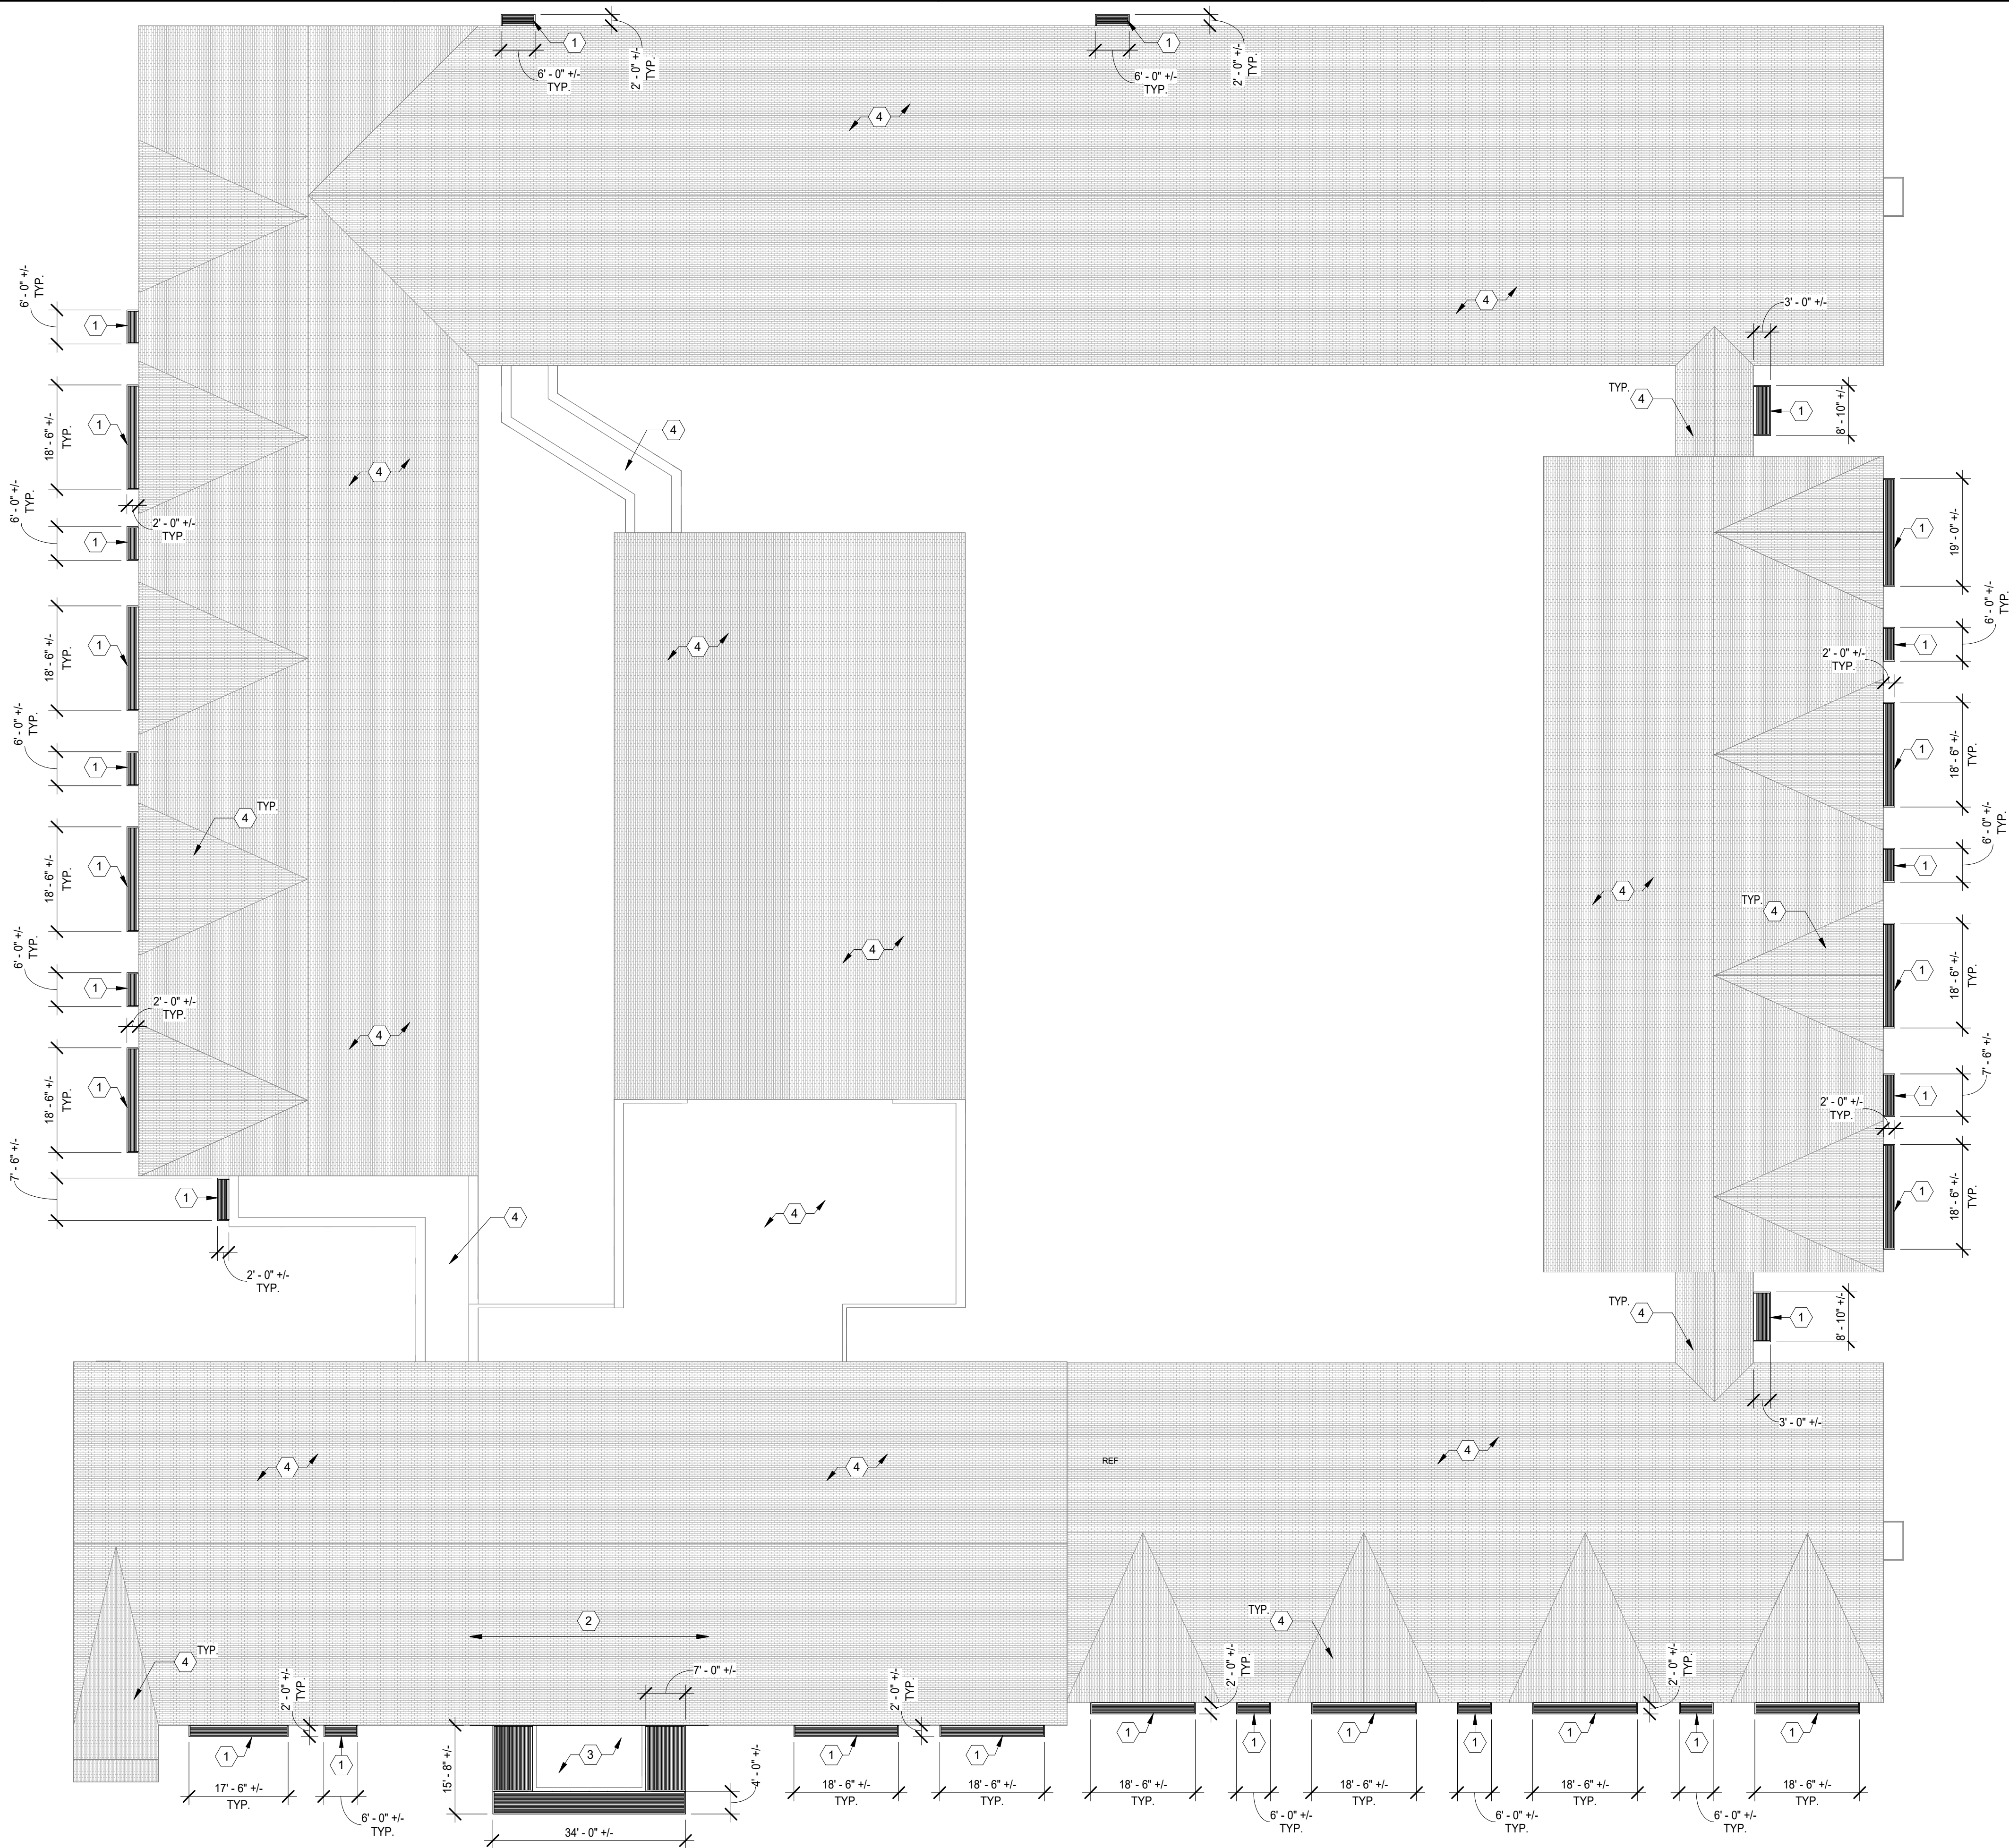 1
6' - 0" +/-
TYP.
2' - 0" +/-
TYP.
1
6' - 0" +/-
TYP.
2' - 0" +/-
TYP.
4
4
3' - 0" +/-
6' - 0" +/-
TYP.
1
TYP.
4
1
8' - 10" +/-
18' - 6" +/-
TYP.
1
4
4
2' - 0" +/-
TYP.
6' - 0" +/-
TYP.
1
1
19' - 0" +/-
18' - 6" +/-
TYP.
1
4
1
6' - 0" +/-
TYP.
2' - 0" +/-
TYP.
6' - 0" +/-
TYP.
1
1
18' - 6" +/-
TYP.
18' - 6" +/-
TYP.
1
TYP.
4
1
6' - 0" +/-
TYP.
4
TYP.
4
6' - 0" +/-
TYP.
1
4
1
18' - 6" +/-
TYP.
2' - 0" +/-
TYP.
4
18' - 6" +/-
TYP.
1
1
7' - 6" +/-
2' - 0" +/-
TYP.
7' - 6" +/-
1
4
4
1
18' - 6" +/-
TYP.
2' - 0" +/-
TYP.
TYP.
4
1
8' - 10" +/-
3' - 0" +/-
4
4
REF
4
2
TYP.
4
TYP.
4
7' - 0" +/-
2' - 0" +/-
TYP.
2' - 0" +/-
TYP.
2' - 0" +/-
TYP.
2' - 0" +/-
TYP.
1
1
3
1
1
1
1
1
1
1
1
1
15' - 8" +/-
4' - 0" +/-
17' - 6" +/-
TYP.
6' - 0" +/-
TYP.
34' - 0" +/-
18' - 6" +/-
TYP.
18' - 6" +/-
TYP.
18' - 6" +/-
TYP.
6' - 0" +/-
TYP.
18' - 6" +/-
TYP.
6' - 0" +/-
TYP.
18' - 6" +/-
TYP.
6' - 0" +/-
TYP.
18' - 6" +/-
TYP.